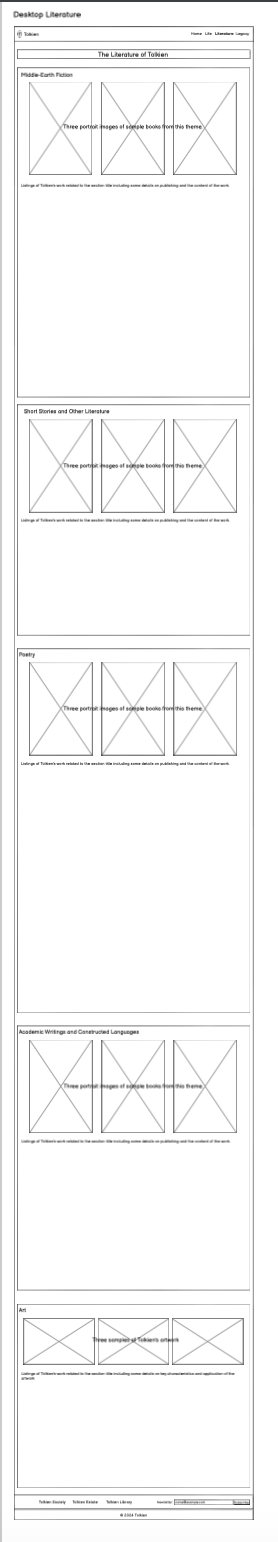 Desktop Literature
Tolkien
Home Life Literature Legacy
The Literature of Tolkien
Middle-Earth Fiction
Three portrait images of sample books from this theme
Listings of Tolkien's work related to the section title including some details on publishing and the content of the work
Short Stories and Other Literature
Three portrait images of sample books from this theme
Listings of Tolkien's work related to the section title including some details on publishing and the content of the work
Poetry
Three portrait images of sample books from this theme
Listings of Tolkien's work related to the section title including some details on publishing and the content of the work
Academic Writings and Constructed Languages
Three portrait images of sample books from this theme
Listings of Tolkien's work related to the section title including some details on publishing and the content of the work
Art
Three samples of Tolkien's artwork
Listings of Tolkien's work related to the section title including some details on key characteristics and application of the
artwork
Tolkien Society Tolkien Estate Tolkien Library
© 2024 Tolkien